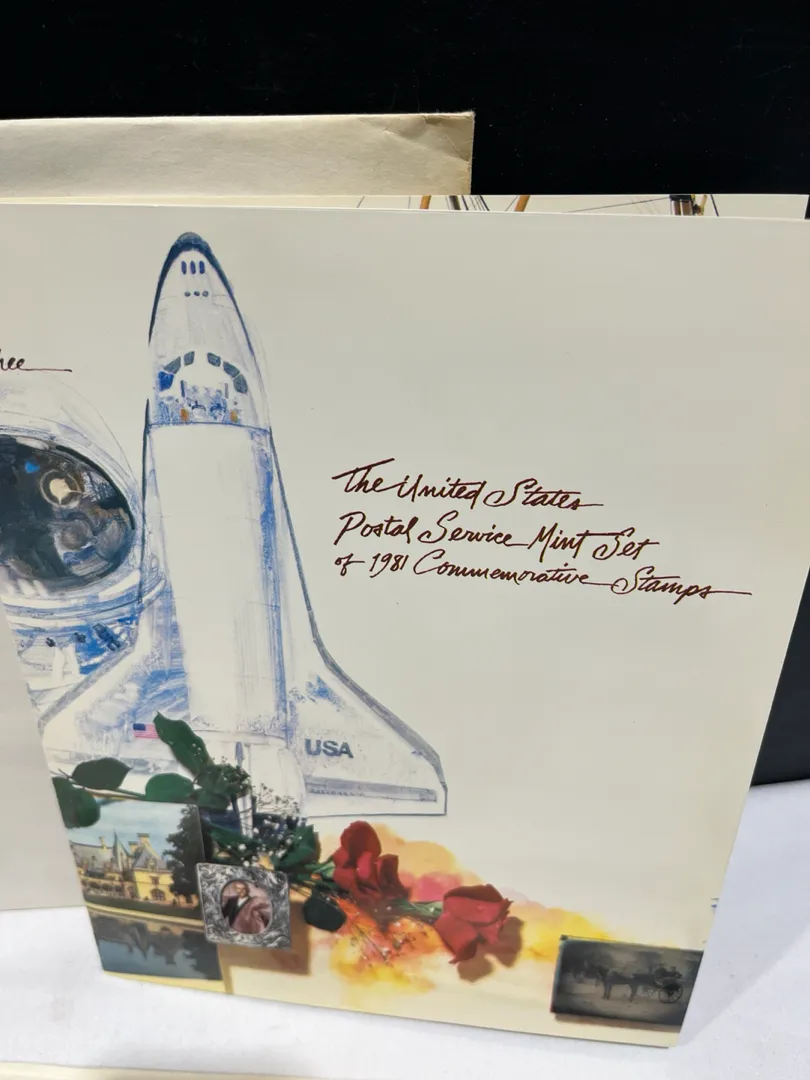 The United States
Postal Service Mint Set
of 1981 Commemorative Stamps
USA